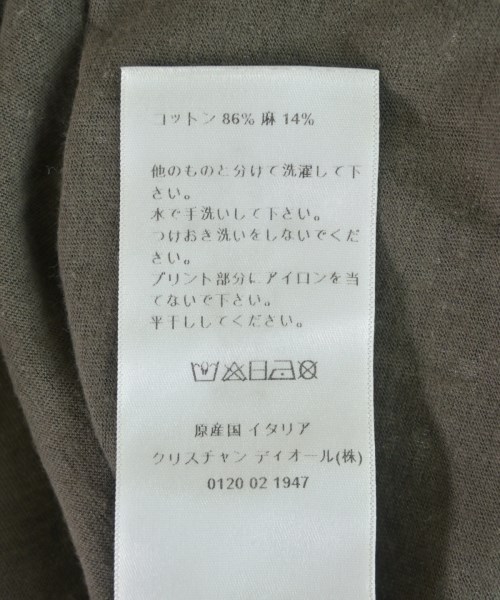 コットン 86% 麻 14%
他のものと分けて洗濯して下
さい。
水で手洗いして下さい。
つけおき洗いをしないでくだ
さい。
プリント部分にアイロンを当
てないで下さい。
平干ししてください。
原産国 イタリア
クリスチャン ディオール(株)
0120 02 1947